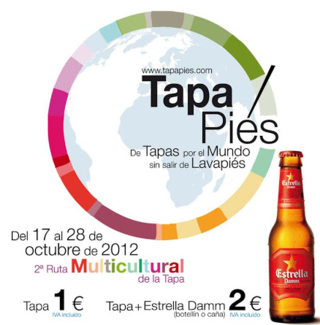 www.tapapies.com
Tapa/
Pies
De Tapas por el Mundo
sin salir de Lavapiés
Del 17 al 28 de
octubre de 2012
2ª Ruta Multicultural
de la Tapa
Tapa 1 €
IVA incluido
Tapa+Estrella Damm 2 €
(botellín o caña) IVA incluido
Estrella
Estrella
Damm